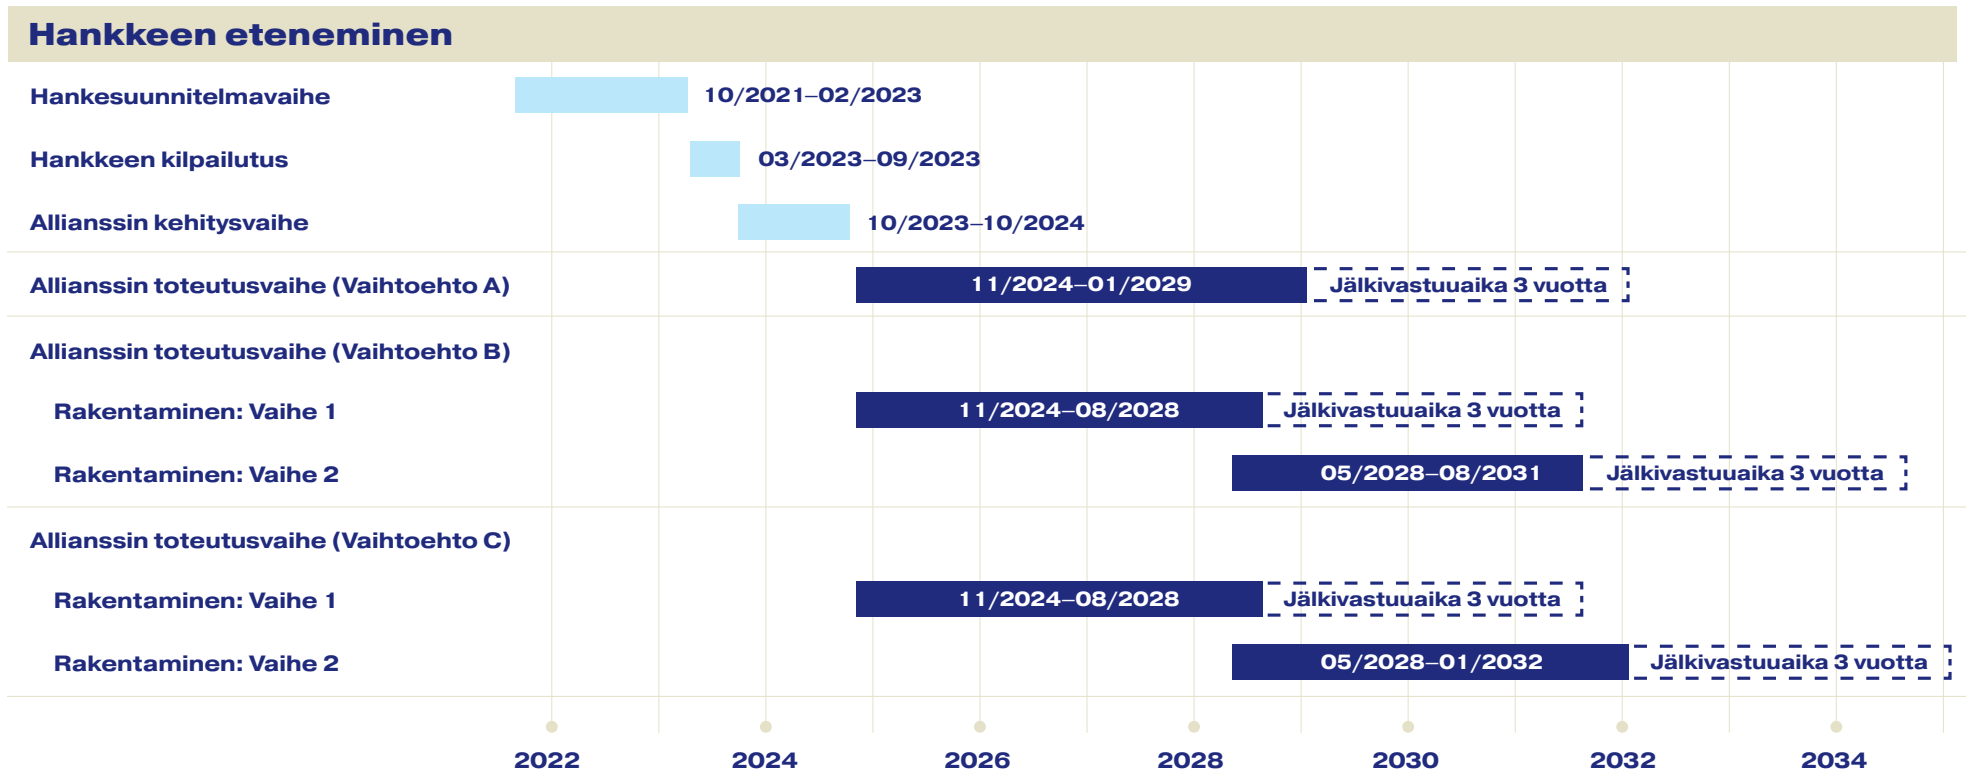 Hankkeen eteneminen
Hankesuunnitelmavaihe 10/2021–02/2023
Hankkeen kilpailutus 03/2023–09/2023
Allianssin kehitysvaihe 10/2023–10/2024
Allianssin toteutusvaihe (Vaihtoehto A) 11/2024–01/2029 Jälkivastuuaika 3 vuotta
Allianssin toteutusvaihe (Vaihtoehto B)
Rakentaminen: Vaihe 1 11/2024–08/2028 Jälkivastuuaika 3 vuotta
Rakentaminen: Vaihe 2 05/2028–08/2031 Jälkivastuuaika 3 vuotta
Allianssin toteutusvaihe (Vaihtoehto C)
Rakentaminen: Vaihe 1 11/2024–08/2028 Jälkivastuuaika 3 vuotta
Rakentaminen: Vaihe 2 05/2028–01/2032 Jälkivastuuaika 3 vuotta
2022 2024 2026 2028 2030 2032 2034